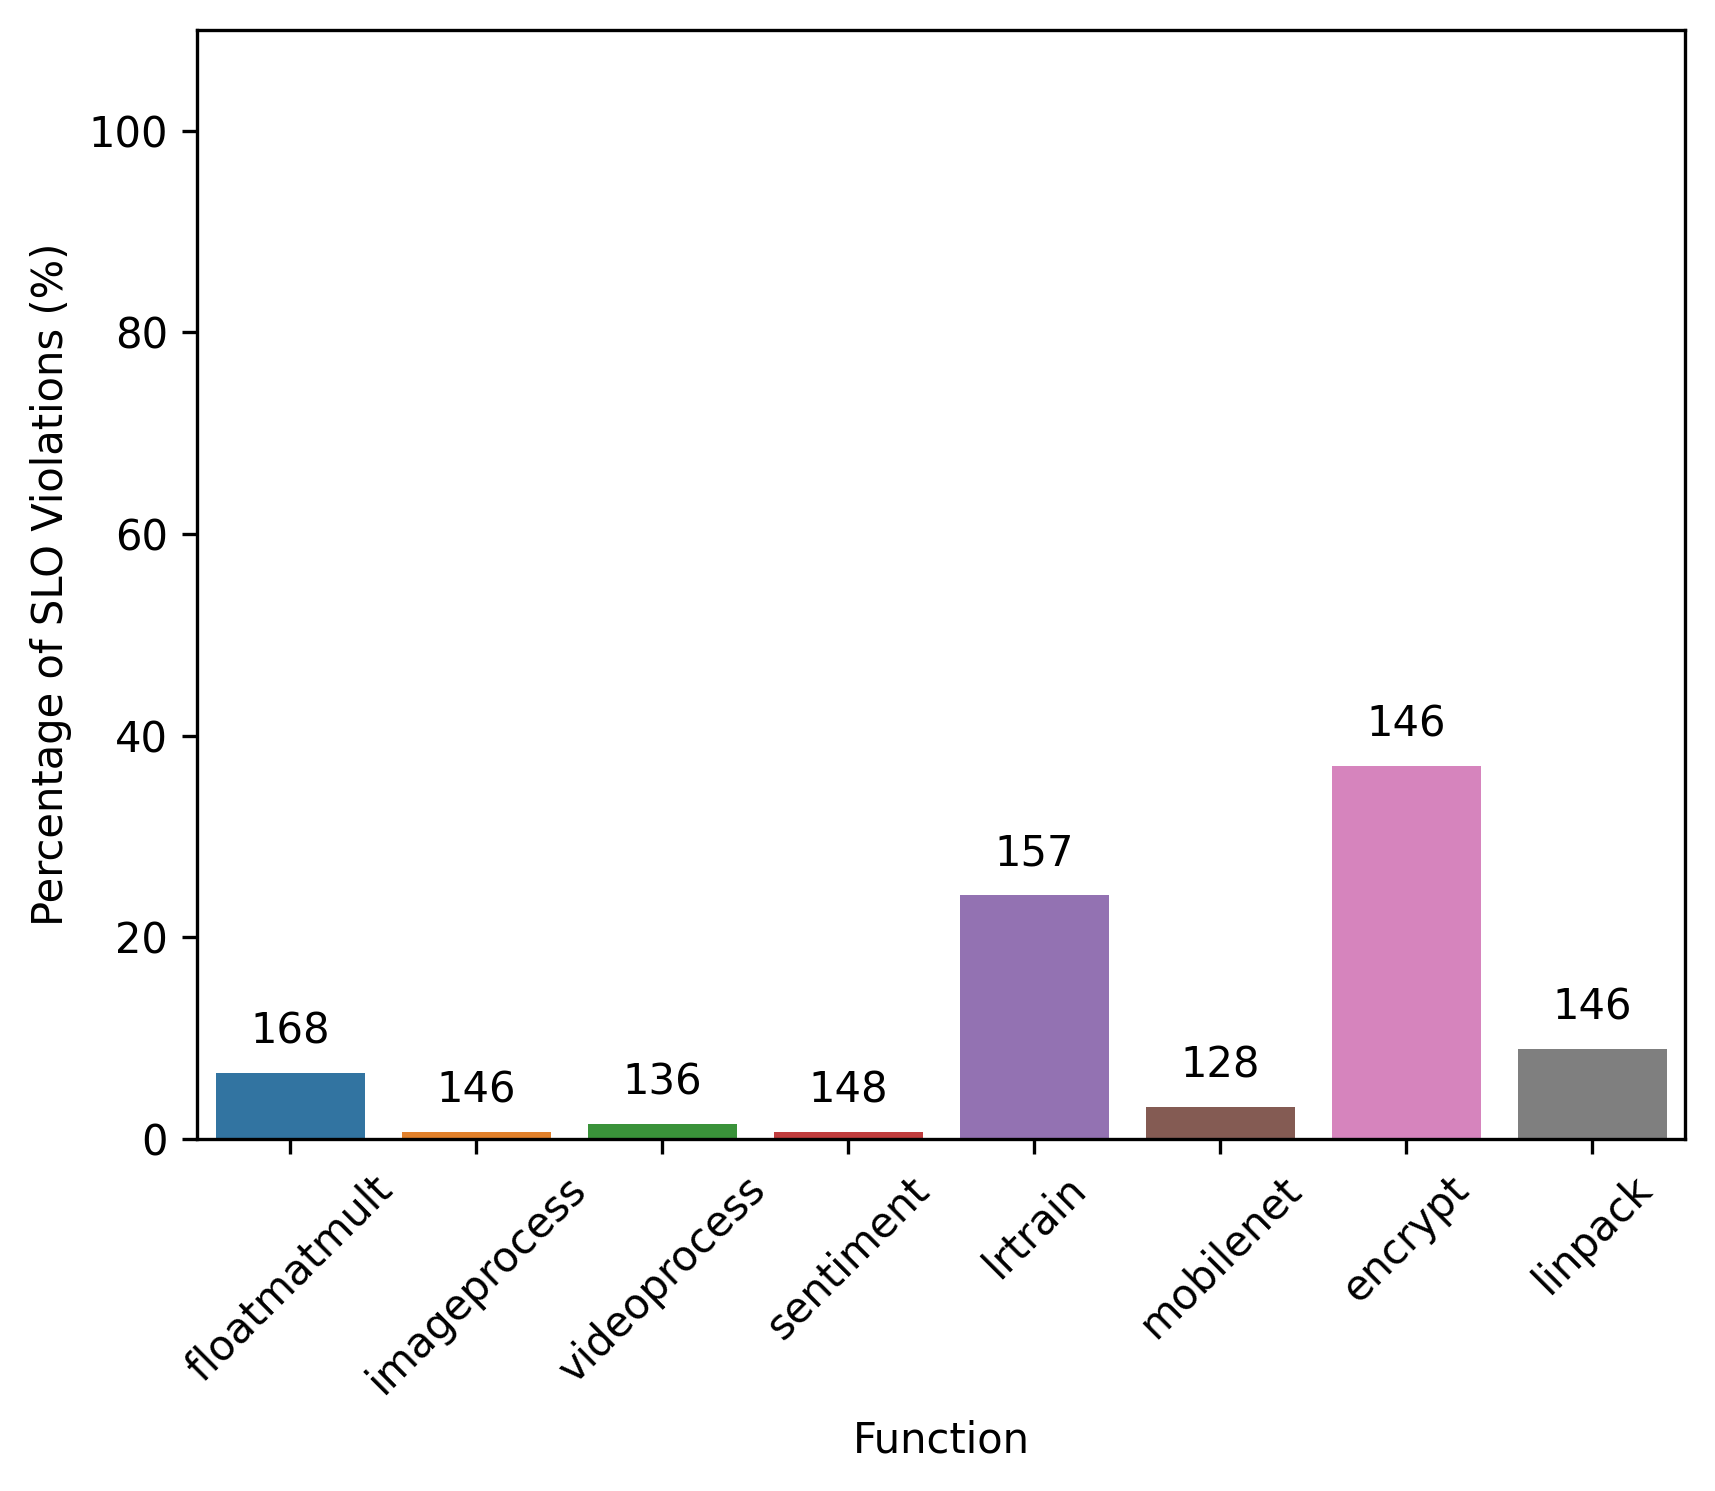 Percentage of SLO Violations (%)
100
80
60
40
20
0
168
146
136
148
157
128
146
146
floatmatmult
imageprocess
videoprocess
sentiment
lrtrain
mobilenet
encrypt
linpack
Function